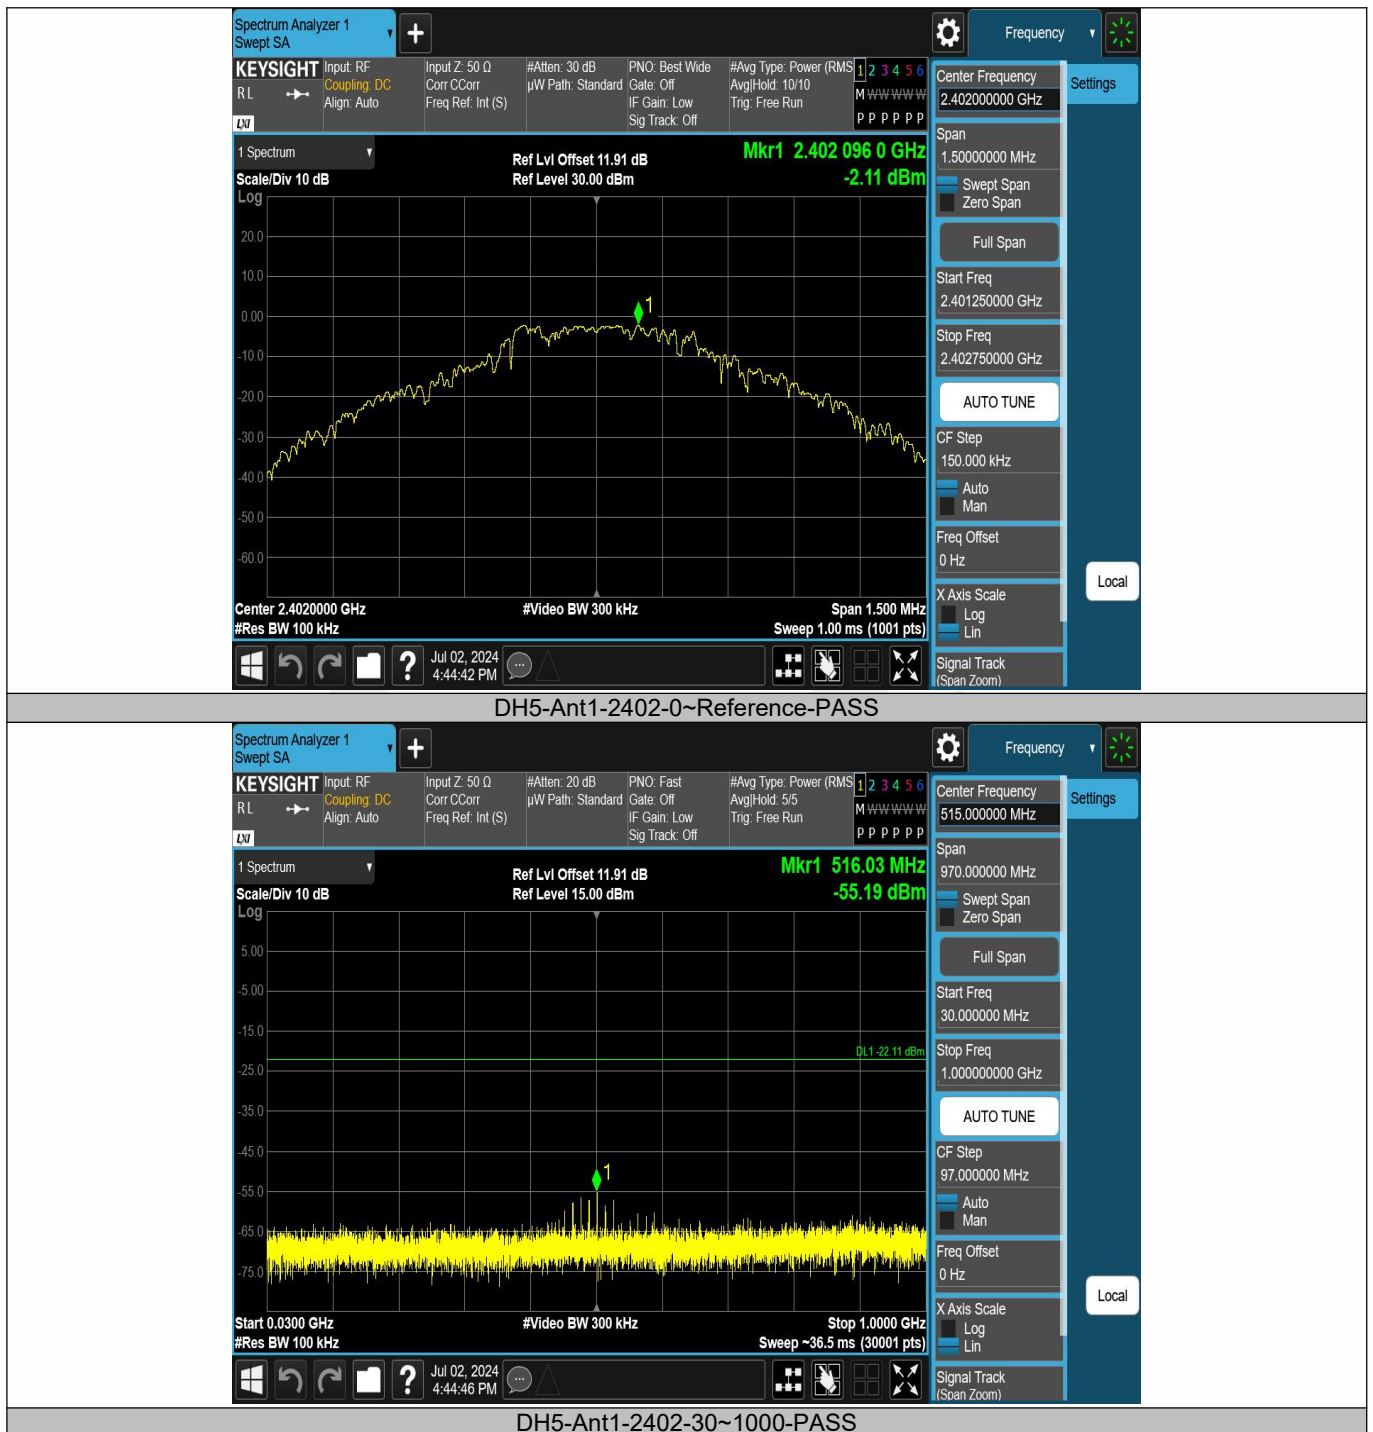 Spectrum Analyzer 1
Swept SA
Frequency
KEYSIGHT
R L
LXI
Input: RF
Coupling: DC
Align: Auto
Input Z: 50 Ω
Corr CCorr
Freq Ref: Int (S)
#Atten: 30 dB
µW Path: Standard
PNO: Best Wide
Gate: Off
IF Gain: Low
Sig Track: Off
#Avg Type: Power (RMS
Avg|Hold: 10/10
Trig: Free Run
1 2 3 4 5 6
M W W W W W
P P P P P P
1 Spectrum
Scale/Div 10 dB
Log
Ref Lvl Offset 11.91 dB
Ref Level 30.00 dBm
Mkr1 2.402 096 0 GHz
-2.11 dBm
20.0
10.0
0.00
-10.0
-20.0
-30.0
-40.0
-50.0
-60.0
1
Center 2.4020000 GHz
#Res BW 100 kHz
#Video BW 300 kHz
Span 1.500 MHz
Sweep 1.00 ms (1001 pts)
Center Frequency
2.402000000 GHz
Settings
Span
1.50000000 MHz
Swept Span
Zero Span
Full Span
Start Freq
2.401250000 GHz
Stop Freq
2.402750000 GHz
AUTO TUNE
CF Step
150.000 kHz
Auto
Man
Freq Offset
0 Hz
X Axis Scale
Log
Lin
Local
Signal Track
(Span Zoom)
?
Jul 02, 2024
4:44:42 PM
DH5-Ant1-2402-0~Reference-PASS
Spectrum Analyzer 1
Swept SA
Frequency
KEYSIGHT
R L
LXI
Input: RF
Coupling: DC
Align: Auto
Input Z: 50 Ω
Corr CCorr
Freq Ref: Int (S)
#Atten: 20 dB
µW Path: Standard
PNO: Fast
Gate: Off
IF Gain: Low
Sig Track: Off
#Avg Type: Power (RMS
Avg|Hold: 5/5
Trig: Free Run
1 2 3 4 5 6
M W W W W W
P P P P P P
1 Spectrum
Scale/Div 10 dB
Log
Ref Lvl Offset 11.91 dB
Ref Level 15.00 dBm
Mkr1 516.03 MHz
-55.19 dBm
5.00
-5.00
-15.0
-25.0
-35.0
-45.0
-55.0
-65.0
-75.0
DL1 -22.11 dBm
1
Start 0.0300 GHz
#Res BW 100 kHz
#Video BW 300 kHz
Stop 1.0000 GHz
Sweep ~36.5 ms (30001 pts)
Center Frequency
515.000000 MHz
Settings
Span
970.000000 MHz
Swept Span
Zero Span
Full Span
Start Freq
30.000000 MHz
Stop Freq
1.000000000 GHz
AUTO TUNE
CF Step
97.000000 MHz
Auto
Man
Freq Offset
0 Hz
X Axis Scale
Log
Lin
Local
Signal Track
(Span Zoom)
?
Jul 02, 2024
4:44:46 PM
DH5-Ant1-2402-30~1000-PASS